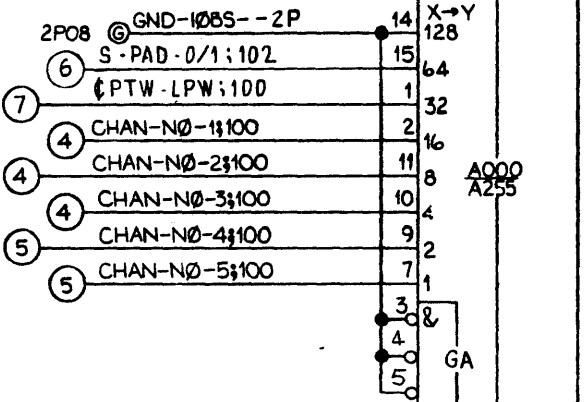 2P08 G GND-1ØBS--2P 14 X→Y 128
6 S-PAD-0/1;102 15 64
7 ¢PTW-LPW;100 1 32
4 CHAN-NØ-1;100 2 16
4 CHAN-NØ-2;100 11 8
A000
A255
4 CHAN-NØ-3;100 10 4
5 CHAN-NØ-4;100 9 2
5 CHAN-NØ-5;100 7 1
3 &
4
GA
5